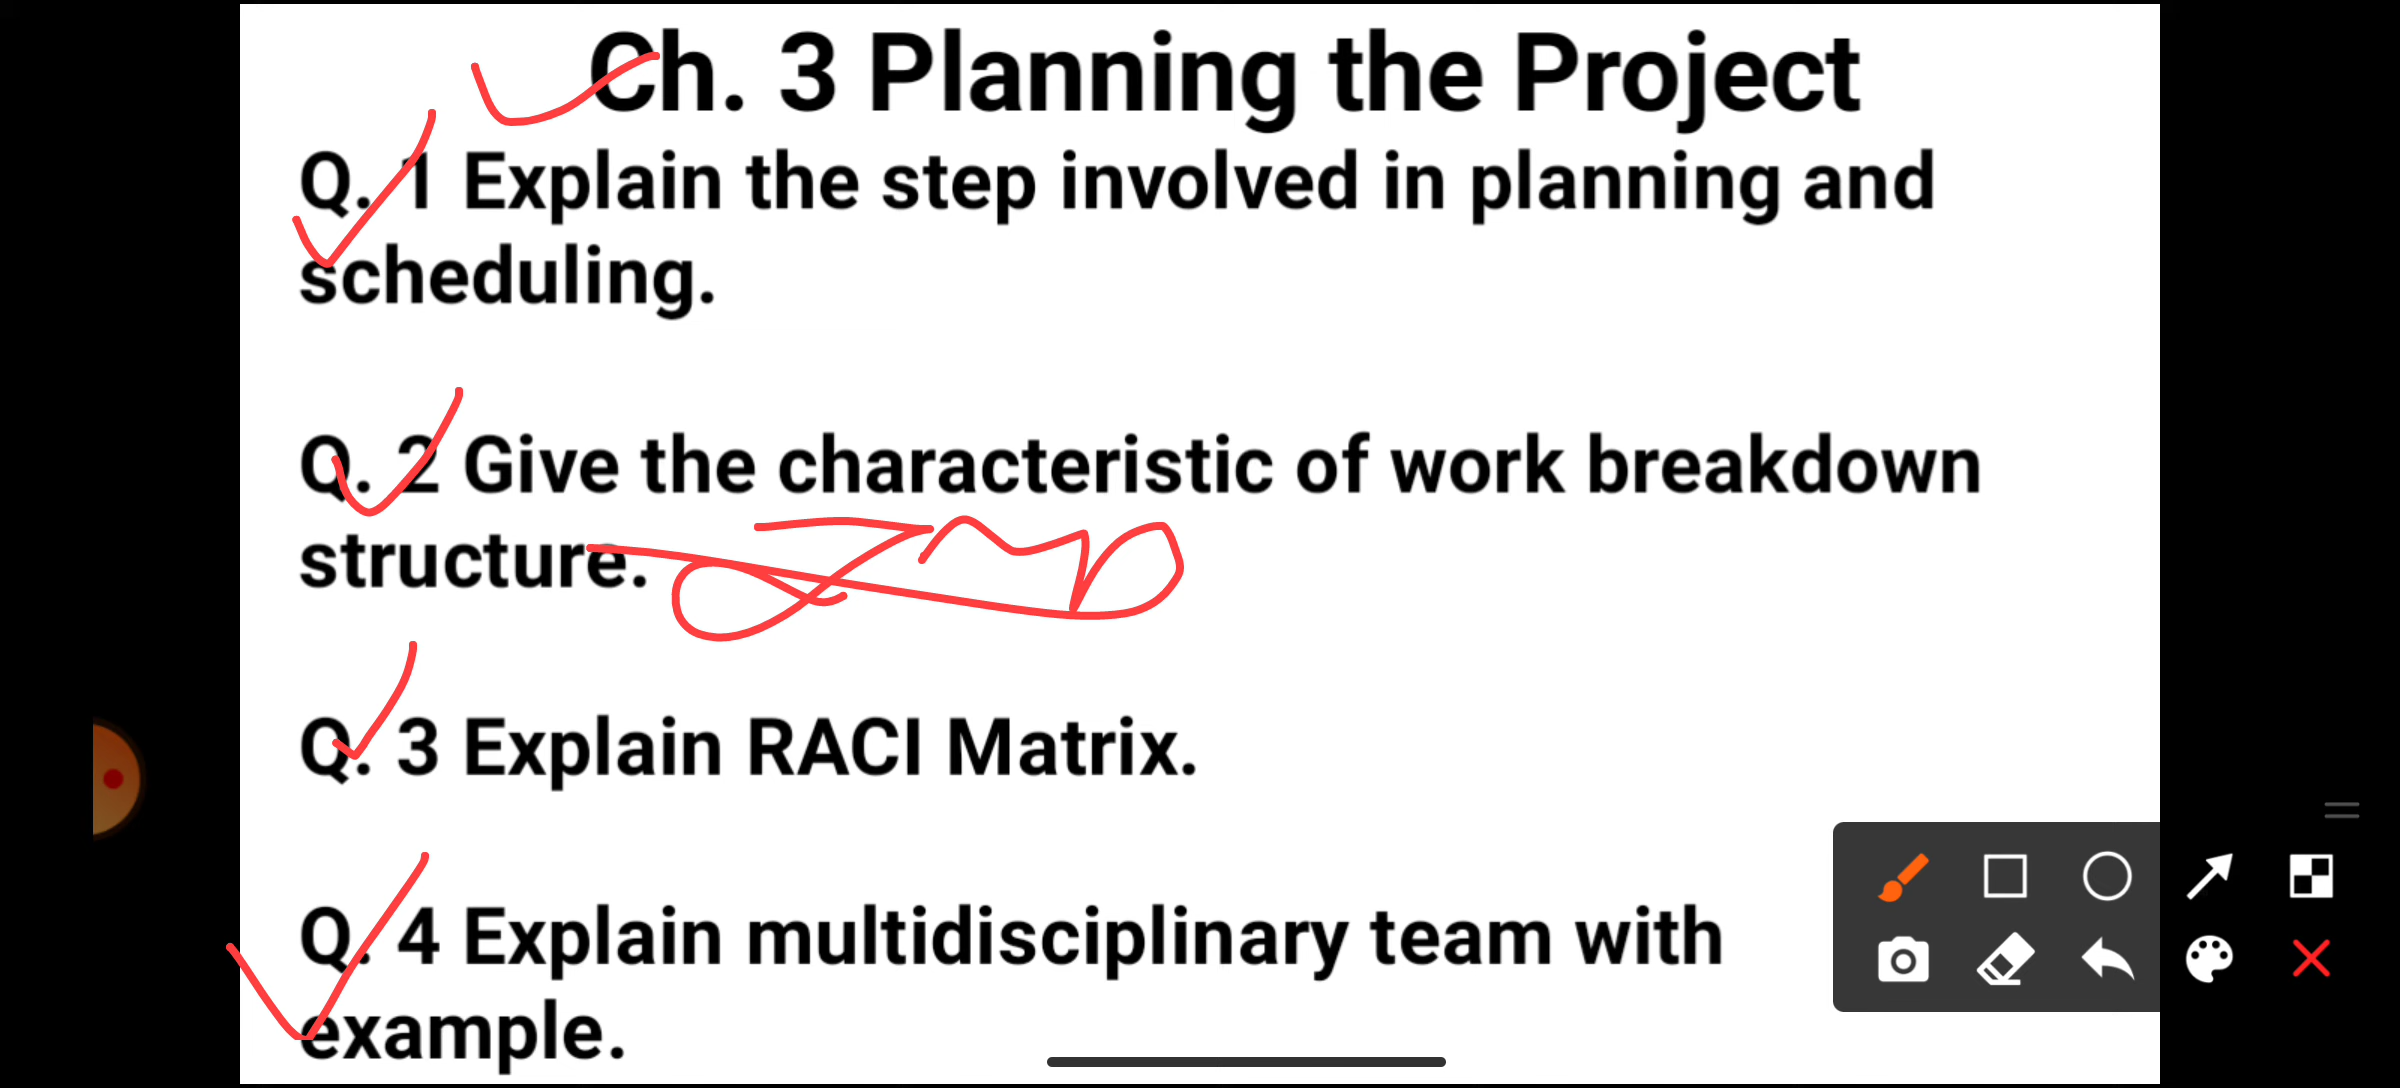 Ch. 3 Planning the Project
Q. 1 Explain the step involved in planning and
scheduling.
Q. 2 Give the characteristic of work breakdown
structure.
Q. 3 Explain RACI Matrix.
Q. 4 Explain multidisciplinary team with
example.